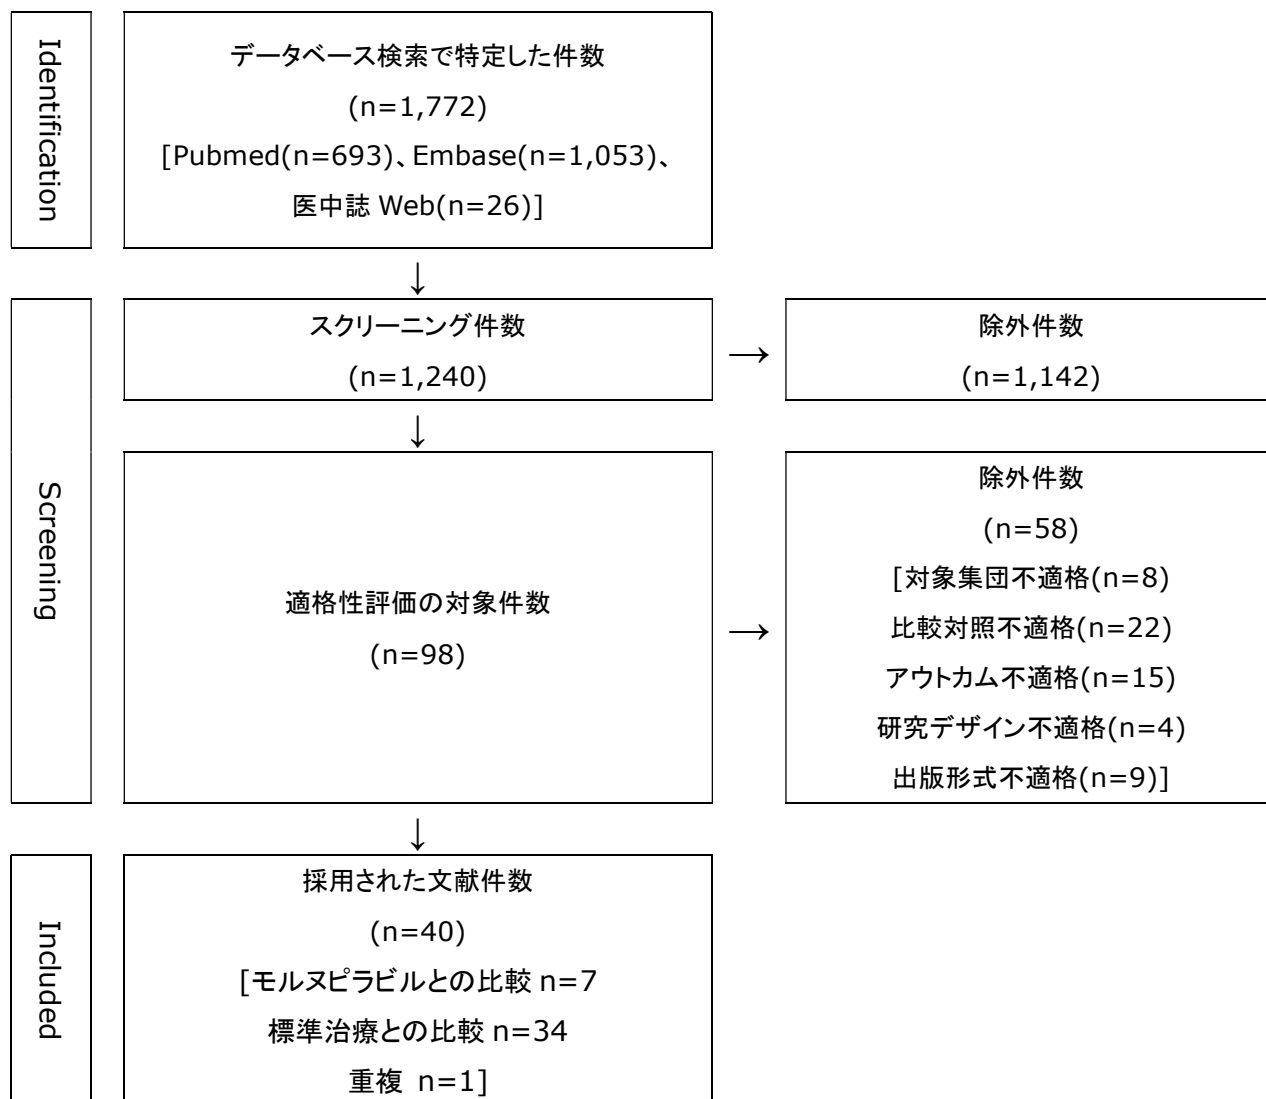 Identification
データベース検索で特定した件数
(n=1,772)
[Pubmed(n=693)、Embase(n=1,053)、
医中誌 Web(n=26)]
↓
Screening
スクリーニング件数
(n=1,240)
→
除外件数
(n=1,142)
↓
適格性評価の対象件数
(n=98)
→
除外件数
(n=58)
[対象集団不適格(n=8)
比較対照不適格(n=22)
アウトカム不適格(n=15)
研究デザイン不適格(n=4)
出版形式不適格(n=9)]
↓
Included
採用された文献件数
(n=40)
[モルヌピラビルとの比較 n=7
標準治療との比較 n=34
重複 n=1]